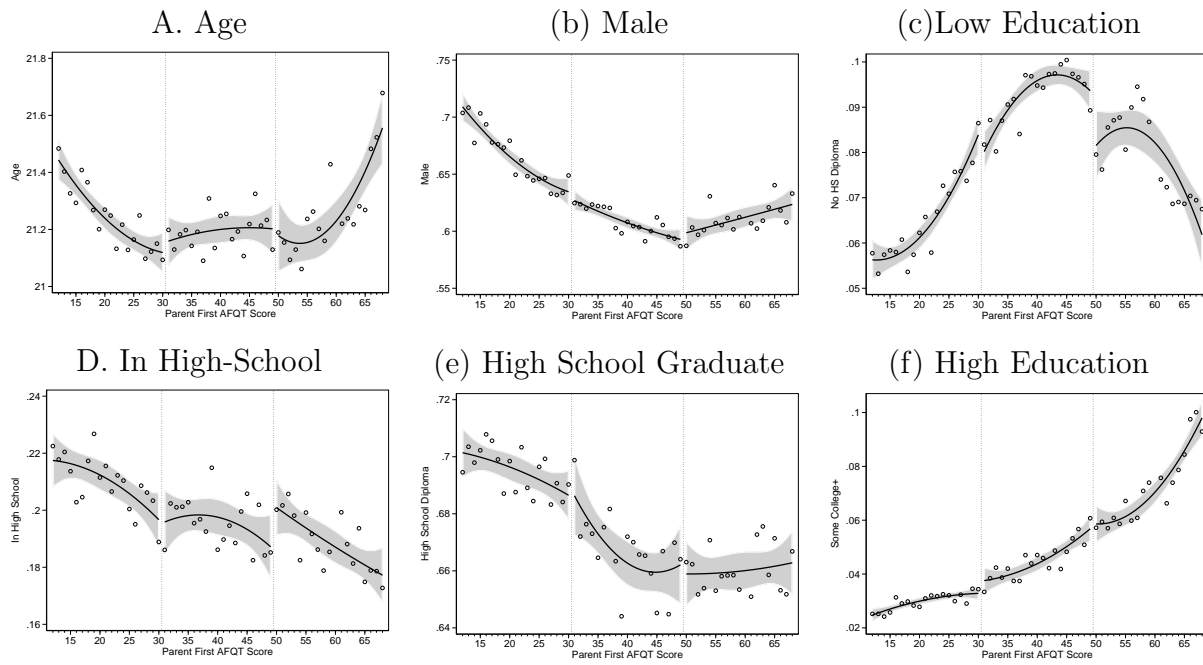 A. Age
21.8
21.6
21.4
21.2
21
Age
15 20 25 30 35 40 45 50 55 60 65
Parent First AFQT Score
(b) Male
.75
.7
.65
.6
.55
Male
15 20 25 30 35 40 45 50 55 60 65
Parent First AFQT Score
(c)Low Education
.1
.09
.08
.07
.06
.05
No HS Diploma
15 20 25 30 35 40 45 50 55 60 65
Parent First AFQT Score
D. In High-School
.24
.22
.2
.18
.16
In High School
15 20 25 30 35 40 45 50 55 60 65
Parent First AFQT Score
(e) High School Graduate
.72
.7
.68
.66
.64
High School Diploma
15 20 25 30 35 40 45 50 55 60 65
Parent First AFQT Score
(f) High Education
.1
.08
.06
.04
.02
Some College+
15 20 25 30 35 40 45 50 55 60 65
Parent First AFQT Score